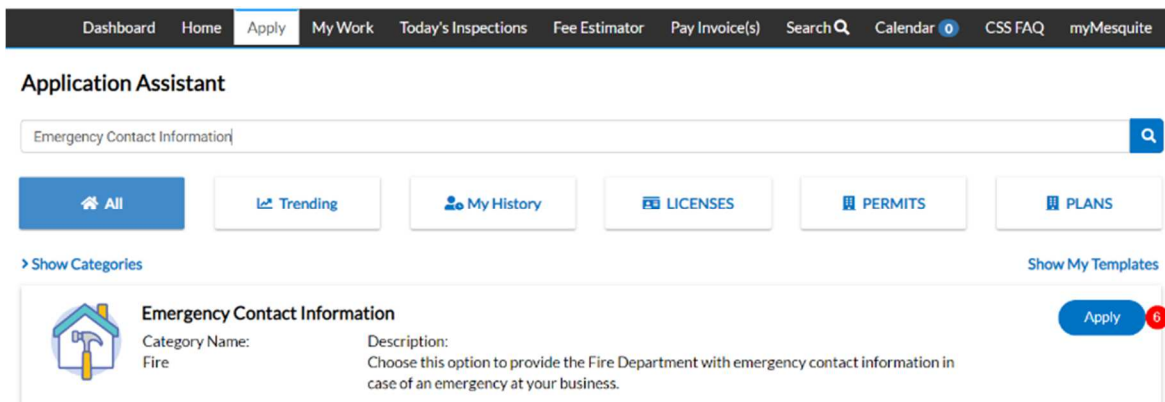 Dashboard Home Apply My Work Today's Inspections Fee Estimator Pay Invoice(s) Search Calendar 0 CSS FAQ myMesquite
Application Assistant
Emergency Contact Information
All Trending My History LICENSES PERMITS PLANS
Show Categories Show My Templates
Emergency Contact Information
Apply 6
Category Name: Description:
Fire Choose this option to provide the Fire Department with emergency contact information in
case of an emergency at your business.